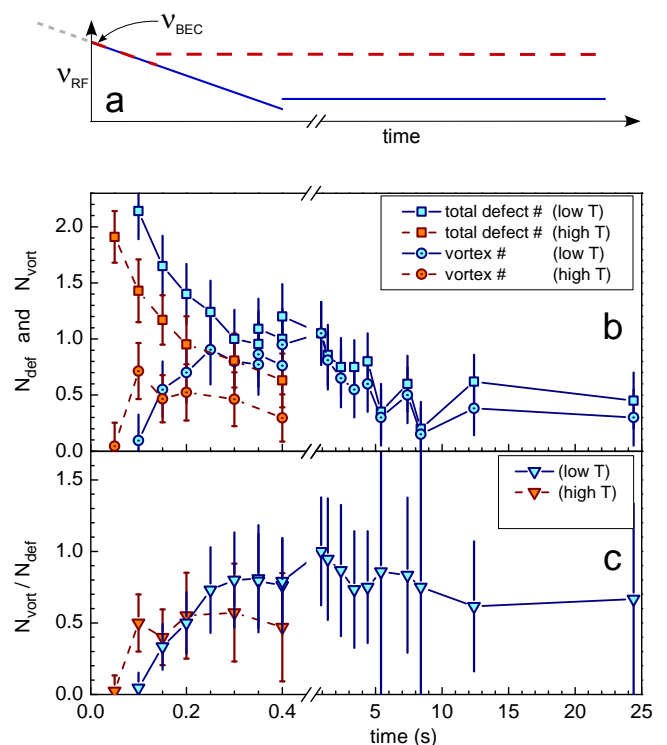 ν_BEC
ν_RF
a
time
N_def and N_vort
2.0
1.5
1.0
0.5
0.0
total defect # (low T)
total defect # (high T)
vortex # (low T)
vortex # (high T)
b
N_vort / N_def
1.5
1.0
0.5
0.0
(low T)
(high T)
c
0.0 0.2 0.4 5 10 15 20 25
time (s)